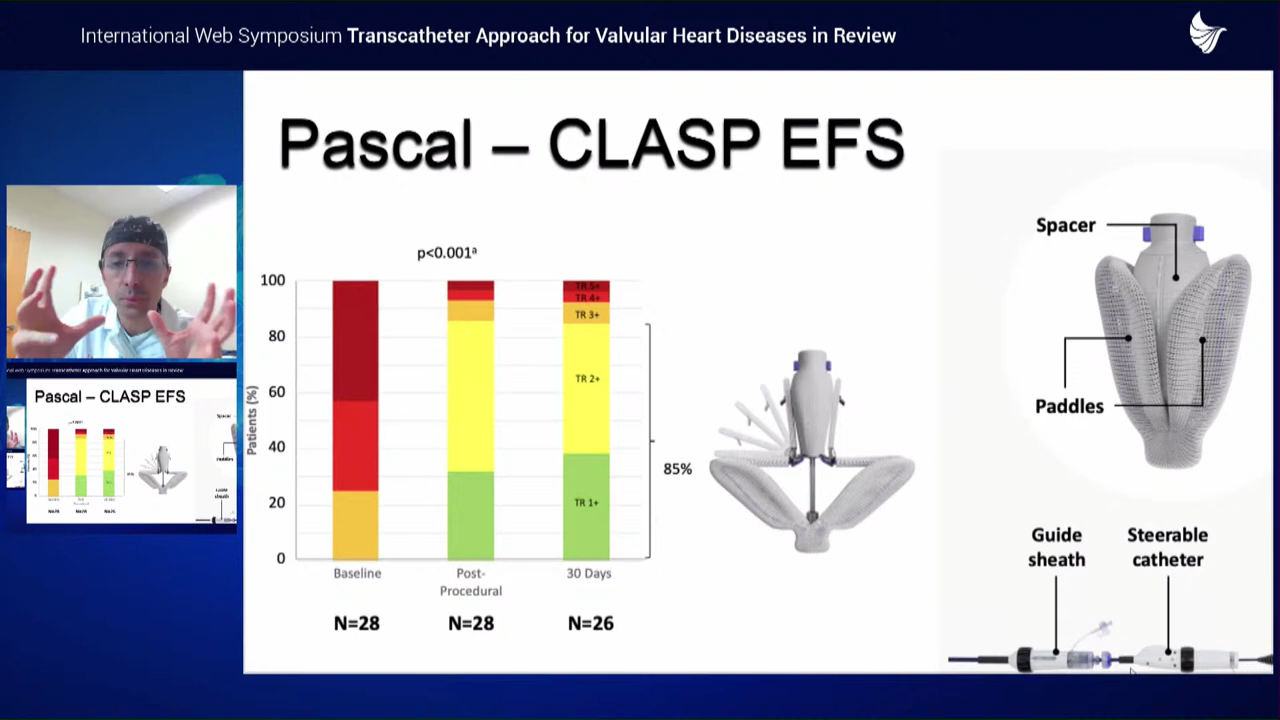 International Web Symposium Transcatheter Approach for Valvular Heart Diseases in Review
Pascal – CLASP EFS
p<0.001ᵃ
Patients (%)
100
80
60
40
20
0
TR 5+
TR 4+
TR 3+
TR 2+
TR 1+
85%
Baseline
Post-
Procedural
30 Days
N=28
N=28
N=26
Spacer
Paddles
Guide
sheath
Steerable
catheter
Pascal – CLASP EFS